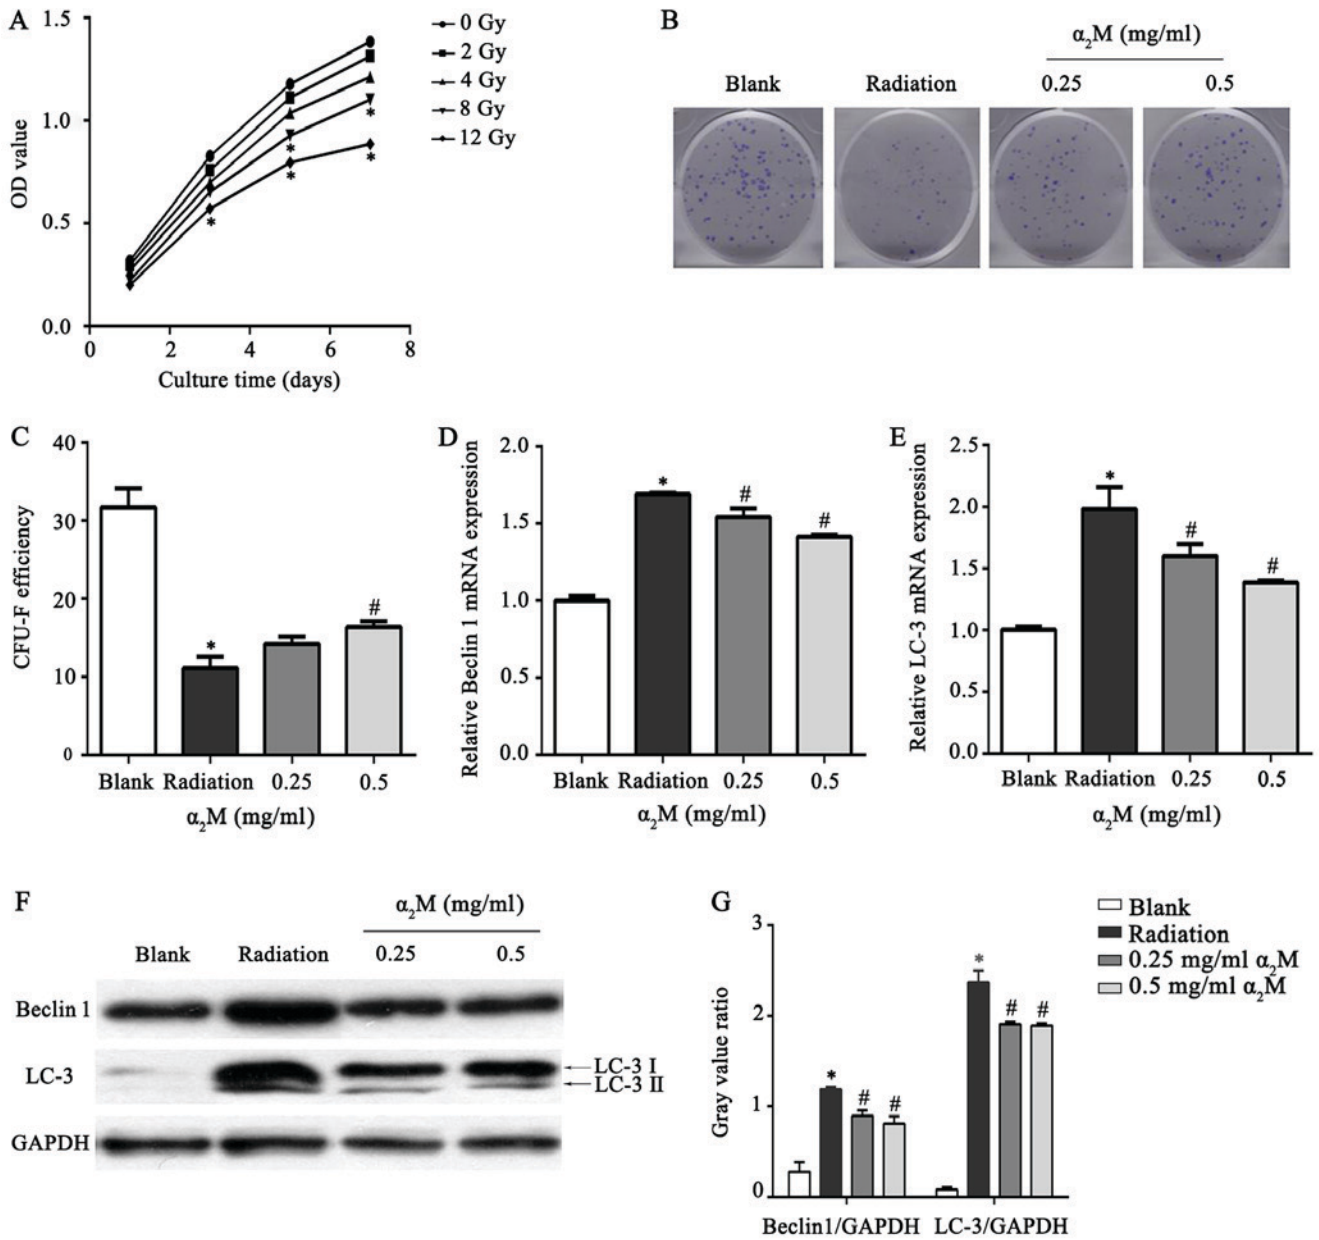 A
1.5
1.0
0.5
0.0
OD value
0 2 4 6 8
Culture time (days)
0 Gy
2 Gy
4 Gy
8 Gy
12 Gy
*
*
*
*
*
B
α₂M (mg/ml)
Blank Radiation 0.25 0.5
C
40
30
20
10
0
CFU-F efficiency
*
#
Blank Radiation 0.25 0.5
α₂M (mg/ml)
D
2.0
1.5
1.0
0.5
0.0
Relative Beclin 1 mRNA expression
*
#
#
Blank Radiation 0.25 0.5
α₂M (mg/ml)
E
2.5
2.0
1.5
1.0
0.5
0.0
Relative LC-3 mRNA expression
*
#
#
Blank Radiation 0.25 0.5
α₂M (mg/ml)
F
α₂M (mg/ml)
Blank Radiation 0.25 0.5
Beclin 1
LC-3
LC-3 I
LC-3 II
GAPDH
G
3
2
1
0
Gray value ratio
*
#
#
*
#
#
Beclin1/GAPDH LC-3/GAPDH
Blank
Radiation
0.25 mg/ml α₂M
0.5 mg/ml α₂M